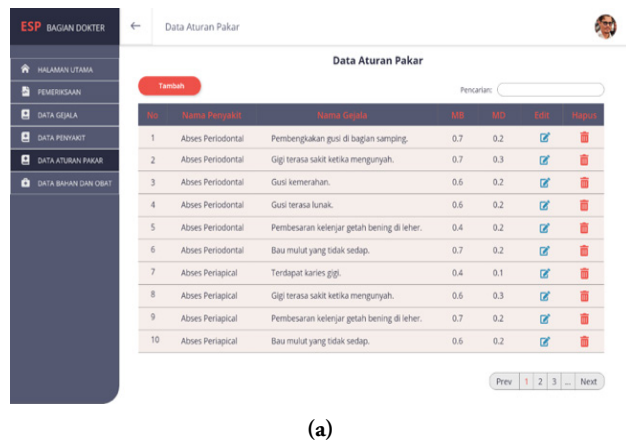 ESP BAGIAN DOKTER
Data Aturan Pakar
HALAMAN UTAMA
PEMERIKSAAN
DATA GEJALA
DATA PENYAKIT
DATA ATURAN PAKAR
DATA BAHAN DAN OBAT
Data Aturan Pakar
Tambah
Pencarian:
No Nama Penyakit Nama Gejala MB MD Edit Hapus
1 Abses Periodontal Pembengkakan gusi di bagian samping. 0.7 0.2
2 Abses Periodontal Gigi terasa sakit ketika mengunyah. 0.7 0.3
3 Abses Periodontal Gusi kemerahan. 0.6 0.2
4 Abses Periodontal Gusi terasa lunak. 0.6 0.2
5 Abses Periodontal Pembesaran kelenjar getah bening di leher. 0.4 0.2
6 Abses Periodontal Bau mulut yang tidak sedap. 0.7 0.2
7 Abses Periapical Terdapat karies gigi. 0.4 0.1
8 Abses Periapical Gigi terasa sakit ketika mengunyah. 0.6 0.3
9 Abses Periapical Pembesaran kelenjar getah bening di leher. 0.7 0.2
10 Abses Periapical Bau mulut yang tidak sedap. 0.6 0.2
Prev 1 2 3 ... Next
(a)